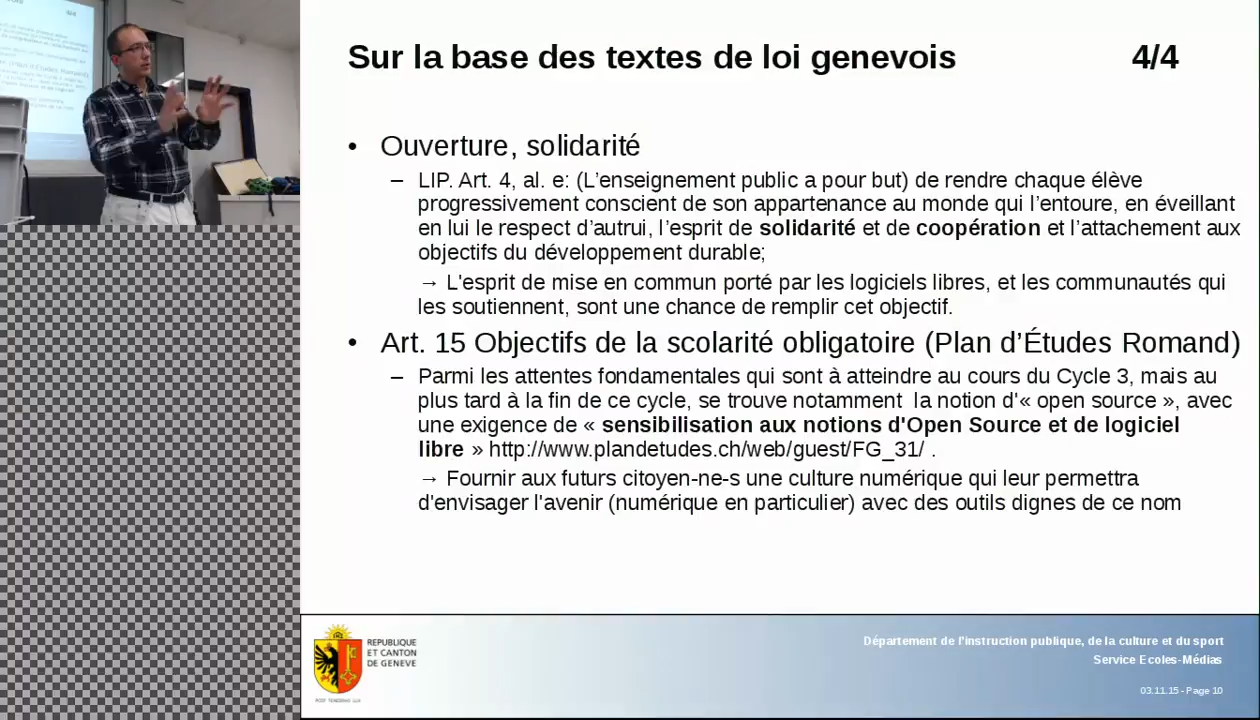 Sur la base des textes de loi genevois 4/4
• Ouverture, solidarité
– LIP. Art. 4, al. e: (L’enseignement public a pour but) de rendre chaque élève
progressivement conscient de son appartenance au monde qui l’entoure, en éveillant
en lui le respect d’autrui, l’esprit de solidarité et de coopération et l’attachement aux
objectifs du développement durable;
→ L'esprit de mise en commun porté par les logiciels libres, et les communautés qui
les soutiennent, sont une chance de remplir cet objectif.
• Art. 15 Objectifs de la scolarité obligatoire (Plan d’Études Romand)
– Parmi les attentes fondamentales qui sont à atteindre au cours du Cycle 3, mais au
plus tard à la fin de ce cycle, se trouve notamment la notion d'« open source », avec
une exigence de « sensibilisation aux notions d'Open Source et de logiciel
libre » http://www.plandetudes.ch/web/guest/FG_31/ .
→ Fournir aux futurs citoyen-ne-s une culture numérique qui leur permettra
d'envisager l'avenir (numérique en particulier) avec des outils dignes de ce nom
REPUBLIQUE
ET CANTON
DE GENEVE
POST TENEBRAS LUX
Département de l'instruction publique, de la culture et du sport
Service Ecoles-Médias
03.11.15 - Page 10